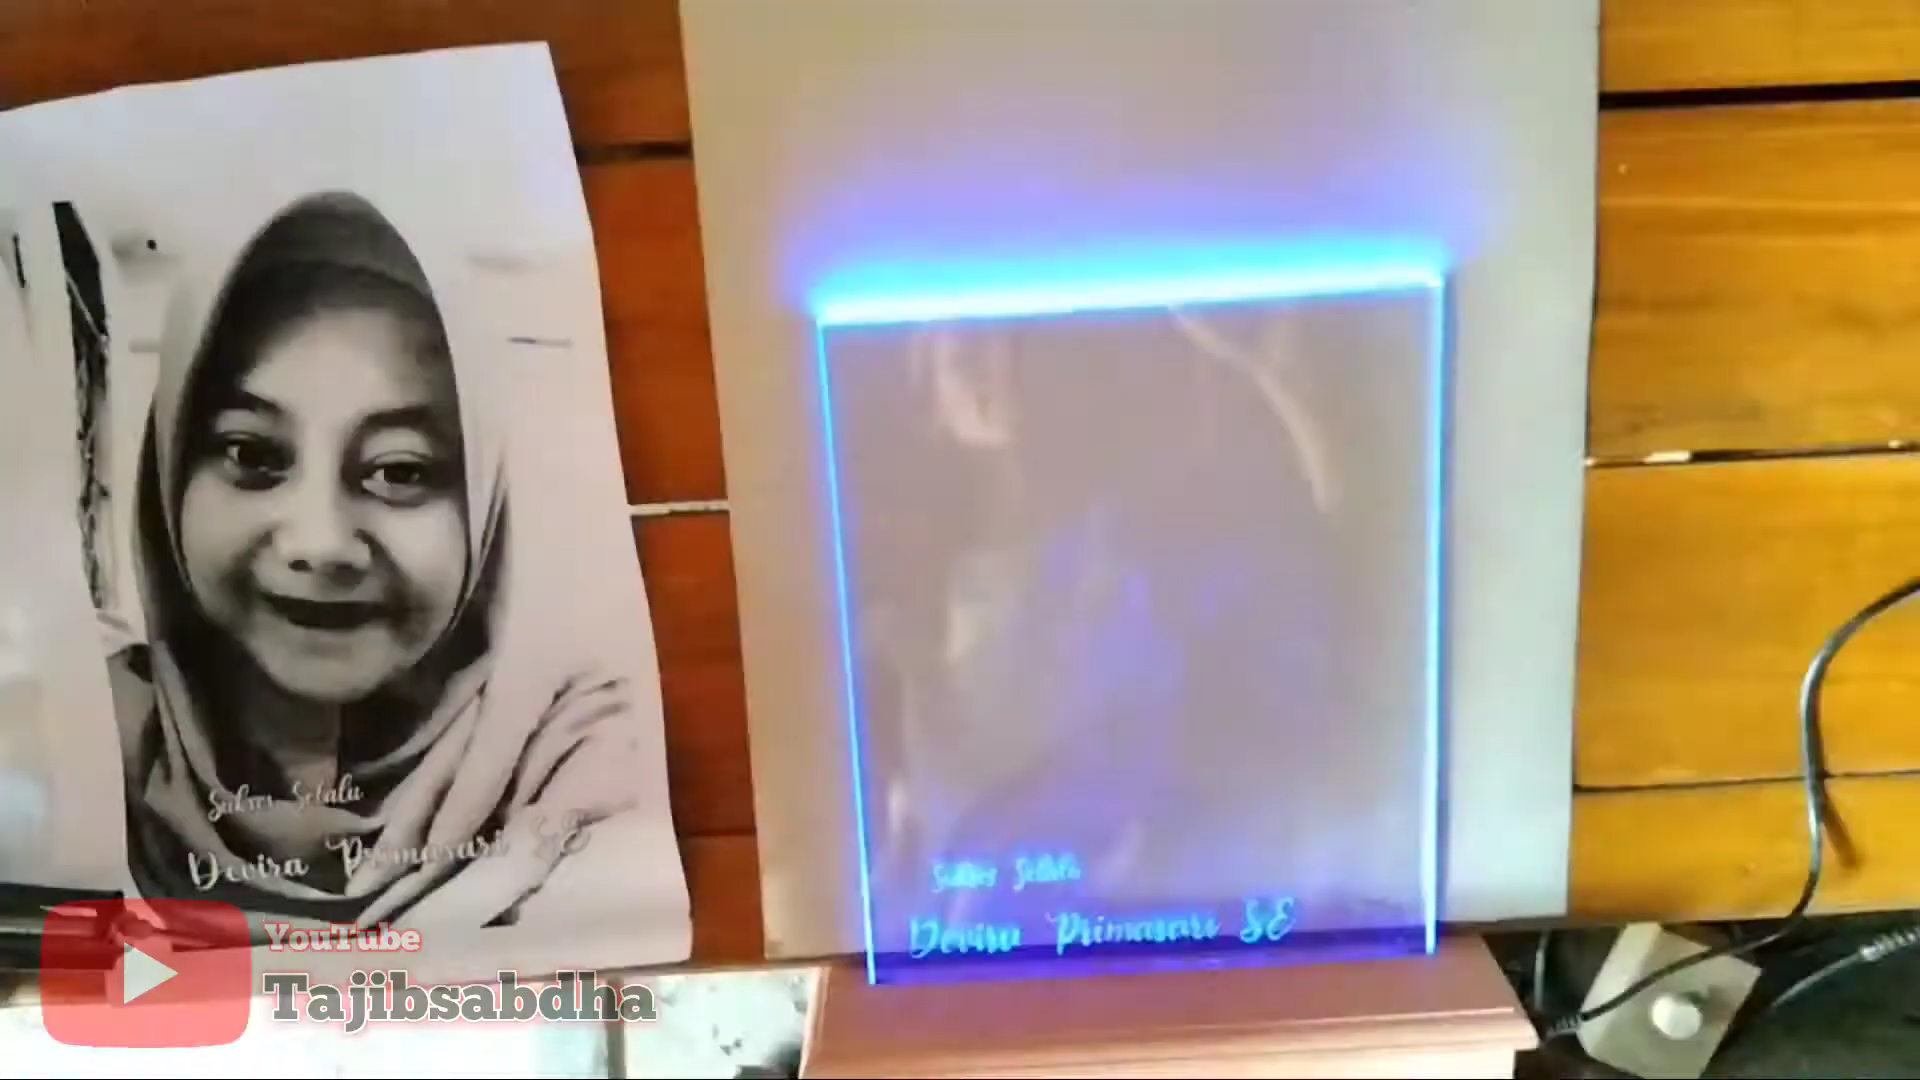 Sukses Selalu
Devira Primasari SE
Sukses Selalu
Devira Primasari SE
YouTube
Tajibsabdha